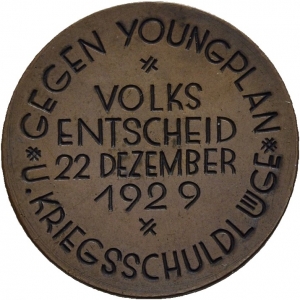 GEGEN YOUNGPLAN
* U. KRIEGSSCHULDLÜGE *
VOLKS
ENTSCHEID
22 DEZEMBER
1929